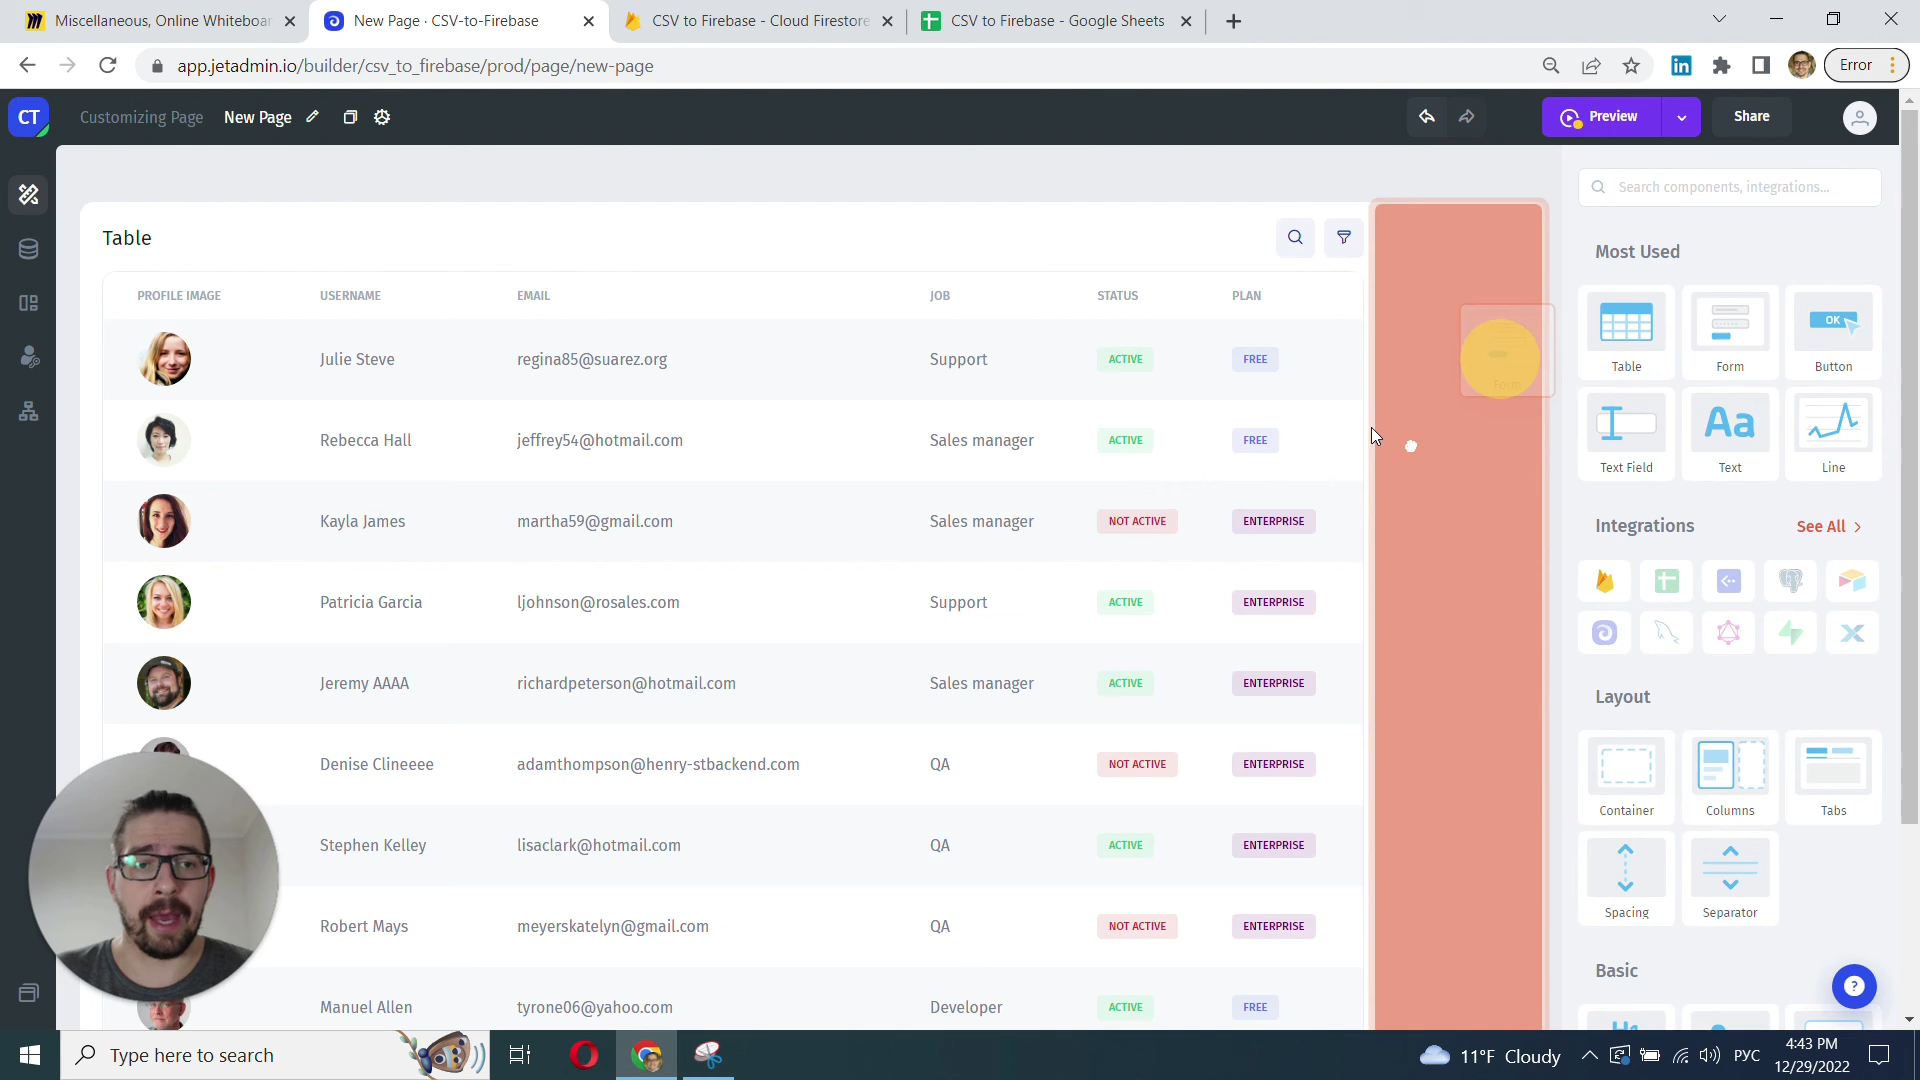 Miscellaneous, Online Whiteboar
New Page · CSV-to-Firebase
CSV to Firebase - Cloud Firestore
CSV to Firebase - Google Sheets
app.jetadmin.io/builder/csv_to_firebase/prod/page/new-page
Error
CT
Customizing Page
New Page
Preview
Share
Search components, integrations...
Table
Most Used
PROFILE IMAGE USERNAME EMAIL JOB STATUS PLAN
Julie Steve regina85@suarez.org Support ACTIVE FREE
Form
OK
Table Form Button
Rebecca Hall jeffrey54@hotmail.com Sales manager ACTIVE FREE
Aa
Text Field Text Line
Kayla James martha59@gmail.com Sales manager NOT ACTIVE ENTERPRISE
Integrations See All
Patricia Garcia ljohnson@rosales.com Support ACTIVE ENTERPRISE
Jeremy AAAA richardpeterson@hotmail.com Sales manager ACTIVE ENTERPRISE
Layout
Denise Clineeee adamthompson@henry-stbackend.com QA NOT ACTIVE ENTERPRISE
Container Columns Tabs
Stephen Kelley lisaclark@hotmail.com QA ACTIVE ENTERPRISE
Spacing Separator
Robert Mays meyerskatelyn@gmail.com QA NOT ACTIVE ENTERPRISE
Basic
Manuel Allen tyrone06@yahoo.com Developer ACTIVE FREE
?
Type here to search
11°F Cloudy
РУС
4:43 PM
12/29/2022